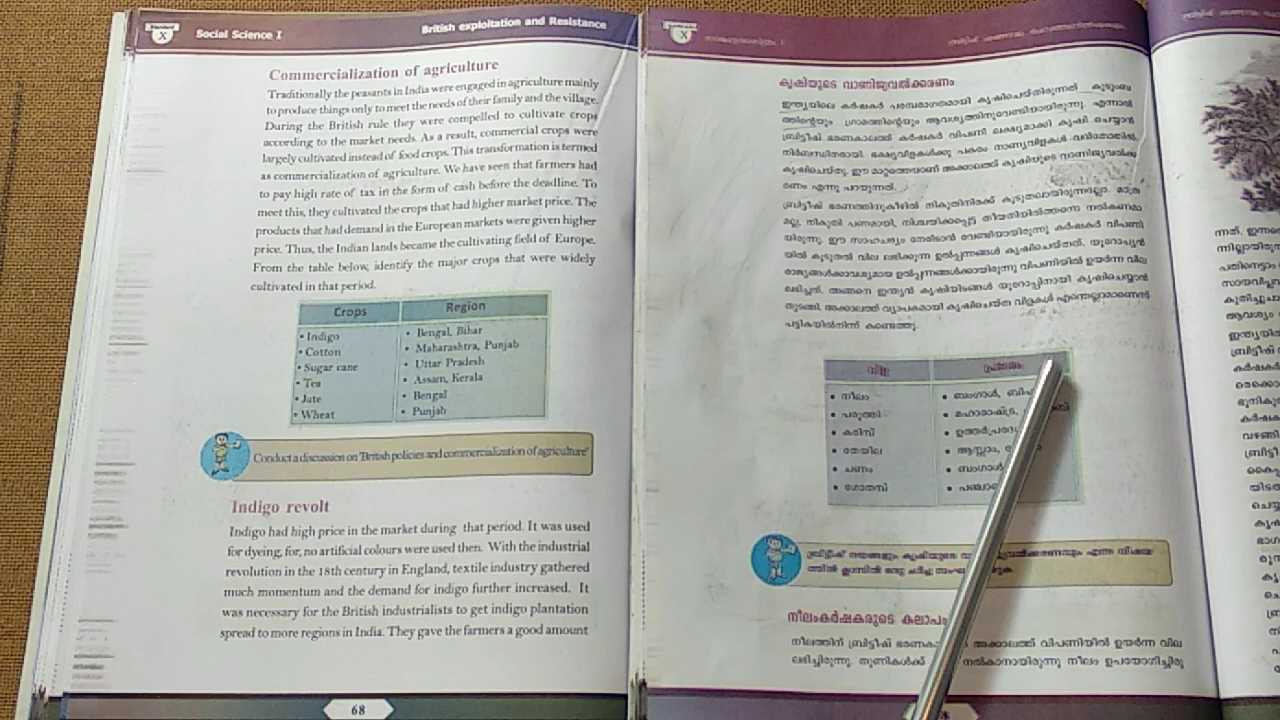 Standard
X
Social Science I
British exploitation and Resistance
Commercialization of agriculture
Traditionally the peasants in India were engaged in agriculture mainly
to produce things only to meet the needs of their family and the village.
During the British rule they were compelled to cultivate crops
according to the market needs. As a result, commercial crops were
largely cultivated instead of food crops. This transformation is termed
as commercialization of agriculture. We have seen that farmers had
to pay high rate of tax in the form of cash before the deadline. To
meet this, they cultivated the crops that had higher market price. The
products that had demand in the European markets were given higher
price. Thus, the Indian lands became the cultivating field of Europe.
From the table below, identify the major crops that were widely
cultivated in that period.
Crops Region
• Indigo • Bengal, Bihar
• Cotton • Maharashtra, Punjab
• Sugar cane • Uttar Pradesh
• Tea • Assam, Kerala
• Jute • Bengal
• Wheat • Punjab
Conduct a discussion on 'British policies and commercialization of agriculture'
Indigo revolt
Indigo had high price in the market during that period. It was used
for dyeing, for, no artificial colours were used then. With the industrial
revolution in the 18th century in England, textile industry gathered
much momentum and the demand for indigo further increased. It
was necessary for the British industrialists to get indigo plantation
spread to more regions in India. They gave the farmers a good amount
68
X
കൃഷിയുടെ വാണിജ്യവൽക്കരണം
ഇന്ത്യയിലെ കർഷകർ പരമ്പരാഗതമായി കൃഷിചെയ്തിരുന്നത് കുടുംബ
ത്തിന്റെയും ഗ്രാമത്തിന്റെയും ആവശ്യത്തിനുവേണ്ടിയായിരുന്നു. എന്നാൽ
ബ്രിട്ടീഷ് ഭരണകാലത്ത് കർഷകർ വിപണി ലക്ഷ്യമാക്കി കൃഷി ചെയ്യാൻ
നിർബന്ധിതരായി. ഭക്ഷ്യവിളകൾക്കു പകരം നാണ്യവിളകൾ വൻതോതിൽ
കൃഷിചെയ്തു. ഈ മാറ്റത്തെയാണ് അക്കാലത്ത് കൃഷിയുടെ വാണിജ്യവൽക്ക
രണം എന്നു പറയുന്നത്.
ബ്രിട്ടീഷ് ഭരണത്തിനുകീഴിൽ നികുതിനിരക്ക് കൂടുതലായിരുന്നല്ലോ. മാത്ര
മല്ല, നികുതി പണമായി, നിശ്ചയിക്കപ്പെട്ട തീയതിയിൽത്തന്നെ നൽകണമാ
യിരുന്നു. ഈ സാഹചര്യം നേരിടാൻ വേണ്ടിയായിരുന്നു കർഷകർ വിപണി
യിൽ കൂടുതൽ വില ലഭിക്കുന്ന ഉൽപ്പന്നങ്ങൾ കൃഷിചെയ്തത്. യൂറോപ്യൻ
രാജ്യങ്ങൾക്കാവശ്യമായ ഉൽപ്പന്നങ്ങൾക്കായിരുന്നു വിപണിയിൽ ഉയർന്ന വില
ലഭിച്ചത്. അങ്ങനെ ഇന്ത്യൻ കൃഷിയിടങ്ങൾ യൂറോപ്പിനായി കൃഷിചെയ്യാൻ
തുടങ്ങി. അക്കാലത്ത് വ്യാപകമായി കൃഷിചെയ്ത വിളകൾ എന്തെല്ലാമാണെന്ന്
പട്ടികയിൽനിന്ന് കണ്ടെത്തൂ.
വിള പ്രദേശം
• നീലം • ബംഗാൾ,
• പരുത്തി • മഹാരാഷ്ട്ര,
• കരിമ്പ്
• തേയില • ആസ്സാം,
• ചണം • ബംഗാൾ
• ഗോതമ്പ്
ബ്രിട്ടീഷ് നയങ്ങളും കൃഷിയുടെ എന്ന വിഷയ
ത്തിൽ ക്ലാസിൽ ചർച്ച
നീലംകർഷകരുടെ കലാപം
നീലത്തിന് ബ്രിട്ടീഷ് അക്കാലത്ത് വിപണിയിൽ ഉയർന്ന വില
ലഭിച്ചിരുന്നു. തുണികൾക്ക് നൽകാനായിരുന്നു നീലം ഉപയോഗിച്ചിരു